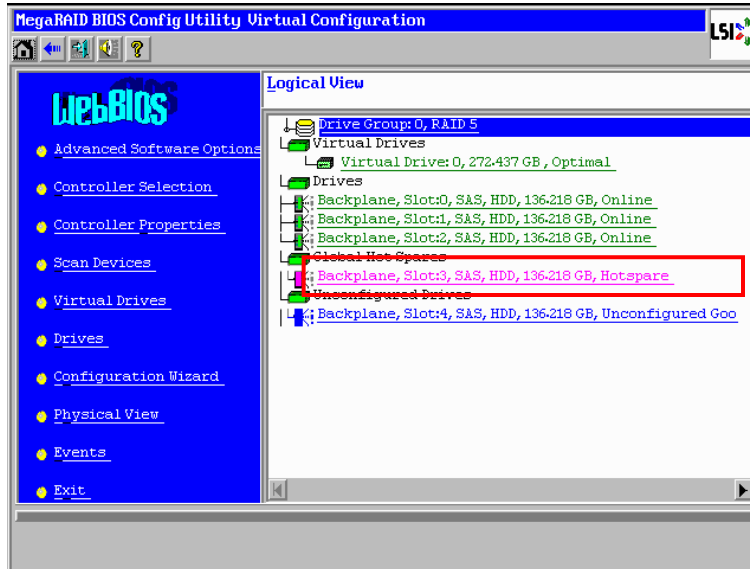 MegaRAID BIOS Config Utility Virtual Configuration
LSI
WebBIOS
Advanced Software Options
Controller Selection
Controller Properties
Scan Devices
Virtual Drives
Drives
Configuration Wizard
Physical View
Events
Exit
Logical View
Drive Group: 0, RAID 5
Virtual Drives
Virtual Drive: 0, 272.437 GB, Optimal
Drives
Backplane, Slot:0, SAS, HDD, 136.218 GB, Online
Backplane, Slot:1, SAS, HDD, 136.218 GB, Online
Backplane, Slot:2, SAS, HDD, 136.218 GB, Online
Global Hot Spares
Backplane, Slot:3, SAS, HDD, 136.218 GB, Hotspare
Unconfigured Drives
Backplane, Slot:4, SAS, HDD, 136.218 GB, Unconfigured Goo